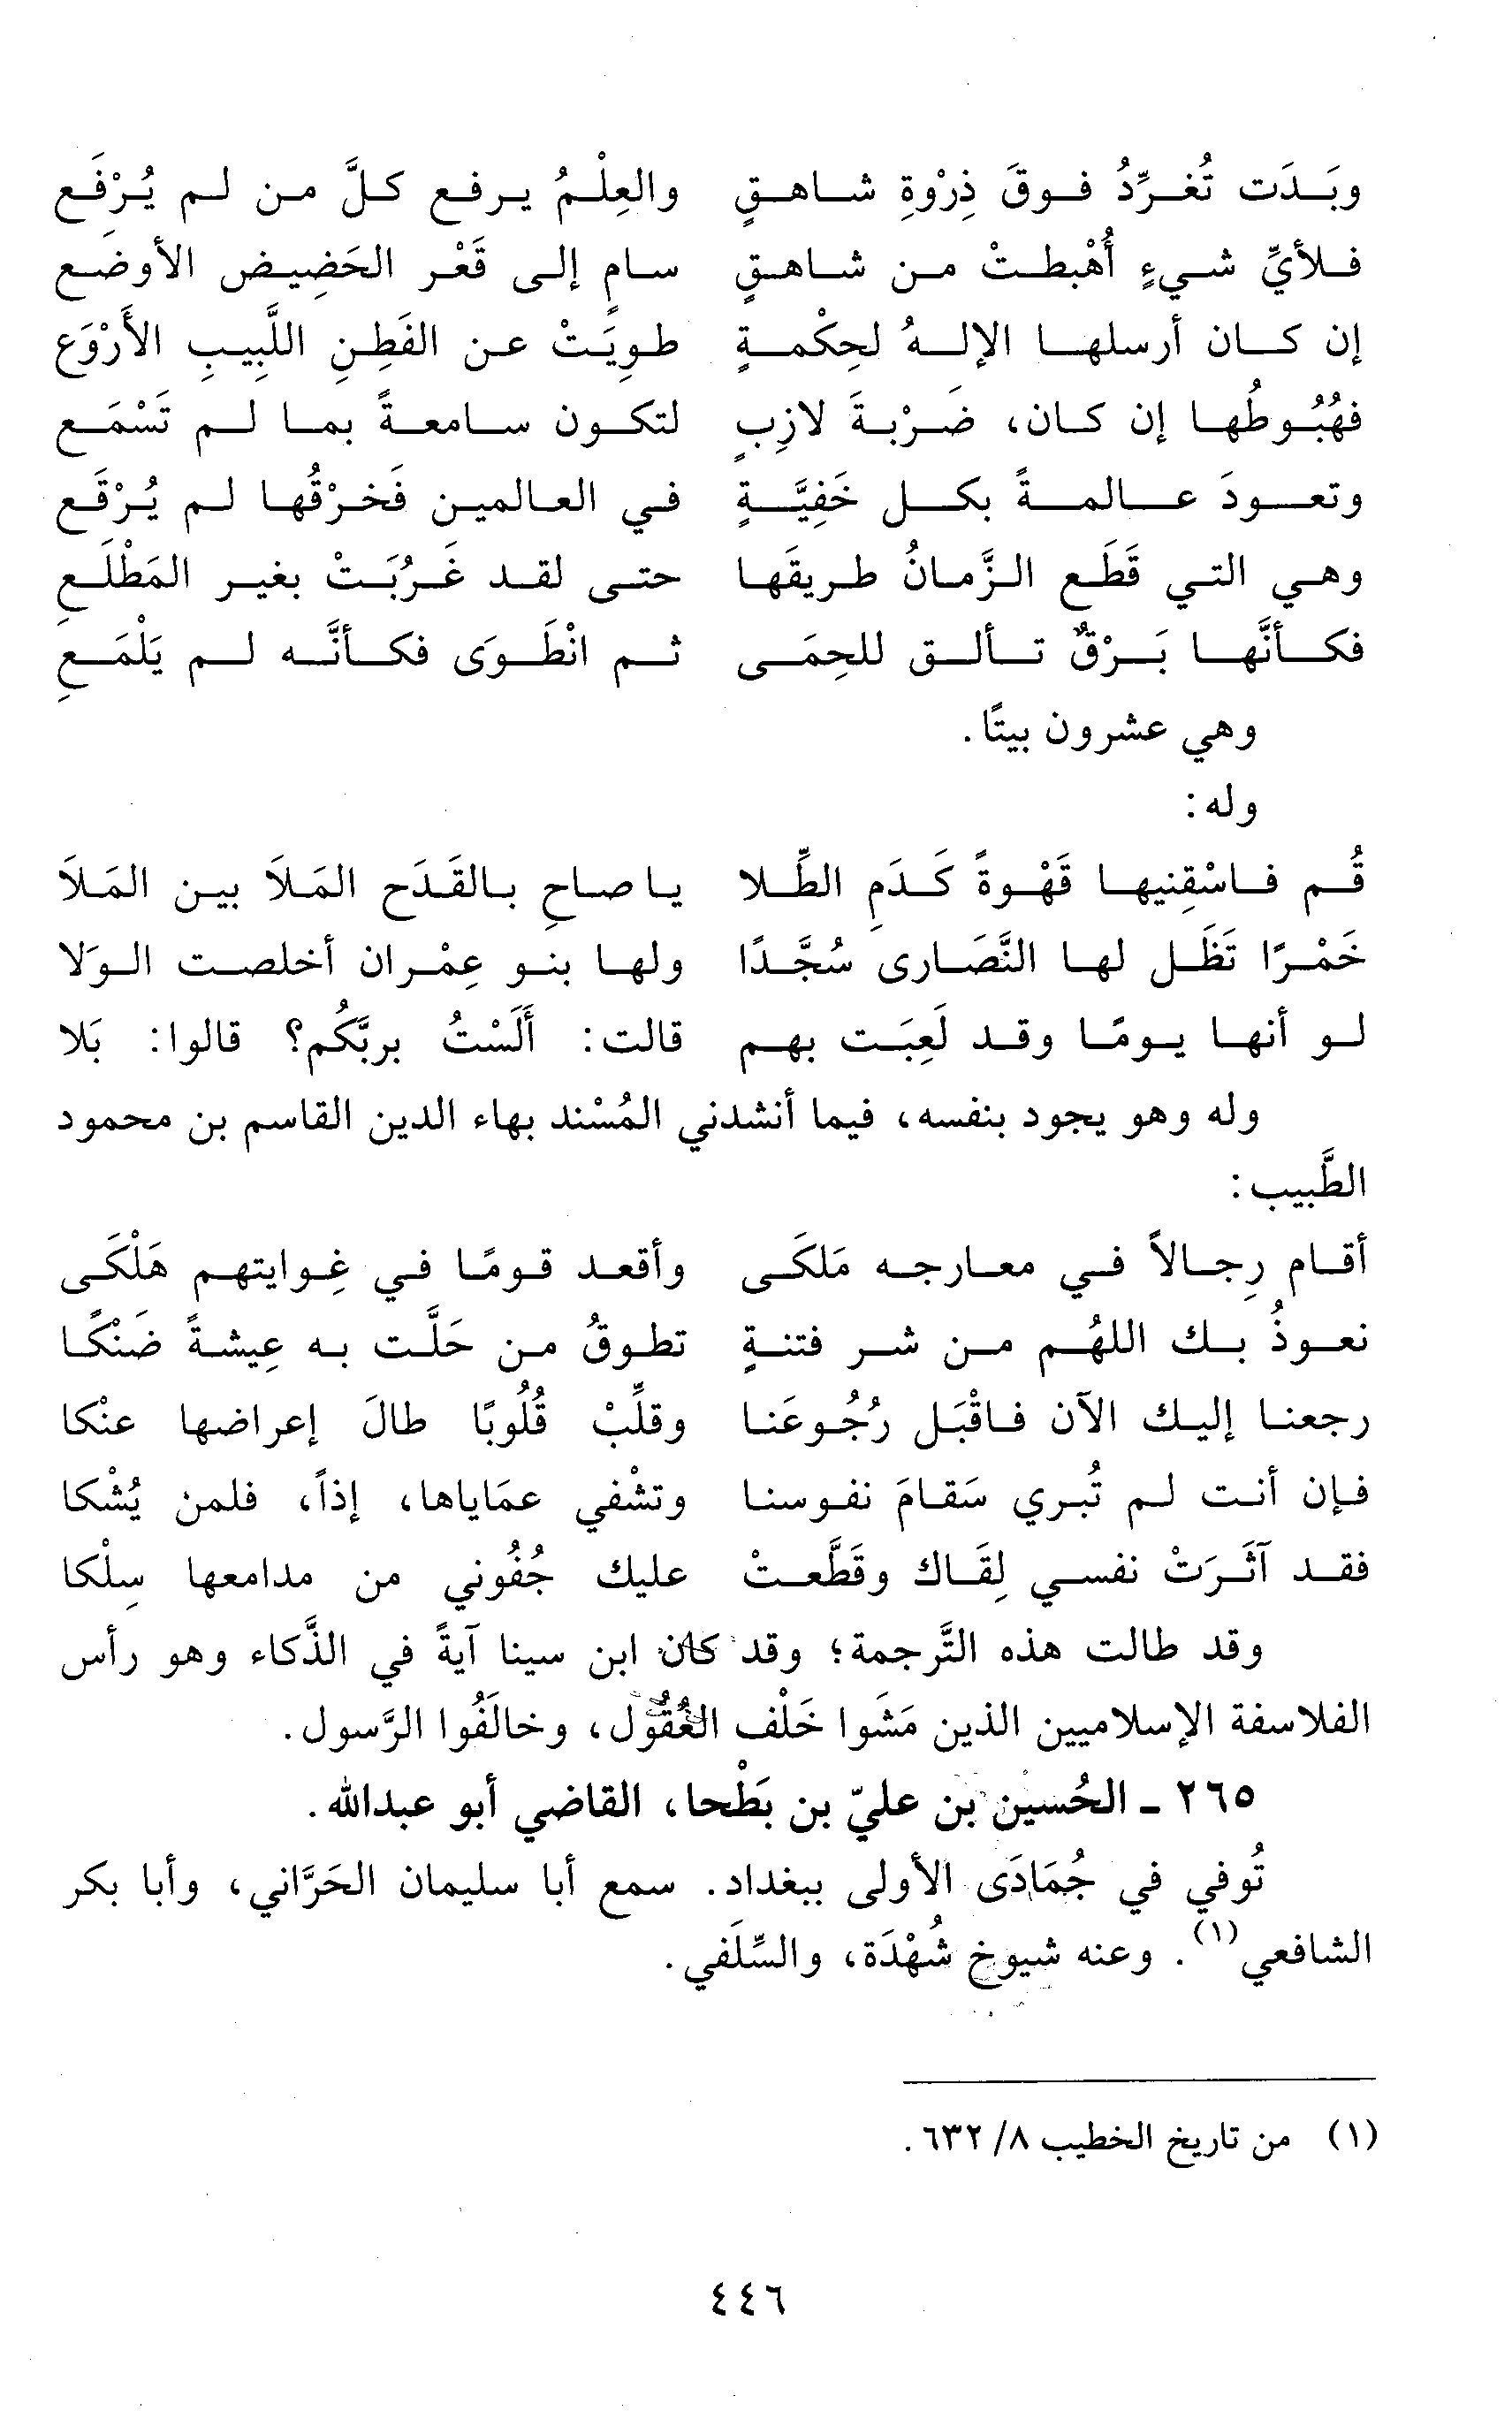 وبَدَت تُغرِّدُ فوقَ ذِرْوةِ شاهقٍ والعِلْمُ يرفع كلَّ من لم يُرْفَعِ
فلأيِّ شيءٍ أُهْبطتْ من شاهقٍ سامٍ إلى قَعْر الحَضِيض الأوضَع
إن كان أرسلها الإلهُ لحِكْمةٍ طوِيَتْ عن الفَطِنِ اللَّبِيبِ الأَرْوَع
فهُبُوطُها إن كان، ضَرْبةَ لازِبٍ لتكون سامعةً بما لم تَسْمَع
وتعودَ عالمةً بكل خَفِيَّةٍ في العالمين فَخرْقُها لم يُرْقَع
وهي التي قَطَع الزَّمانُ طريقَها حتى لقد غَرُبَتْ بغير المَطْلَعِ
فكأنَّها بَرْقٌ تألق للحِمَى ثم انْطَوَى فكأنَّه لم يَلْمَعِ
وهي عشرون بيتًا.
وله:
قُم فاسْقِنيها قَهْوةً كَدَمِ الطِّلا يا صاحِ بالقَدَح المَلاَ بين المَلاَ
خَمْرًا تَظَل لها النَّصَارى سُجَّدًا ولها بنو عِمْران أخلصت الوَلا
لو أنها يومًا وقد لَعِبَت بهم قالت: أَلَسْتُ بربَّكُم؟ قالوا: بَلا
وله وهو يجود بنفسه، فيما أنشدني المُسْند بهاء الدين القاسم بن محمود
الطَّبيب:
أقام رِجالاً في معارجه مَلكَى وأقعد قومًا في غِوايتهم هَلْكَى
نعوذُ بك اللهُم من شر فتنةٍ تطوقُ من حَلَّت به عِيشةً ضَنْكًا
رجعنا إليك الآن فاقْبَل رُجُوعَنا وقلِّبْ قُلُوبًا طالَ إعراضها عنْكا
فإن أنت لم تُبري سَقامَ نفوسنا وتشْفي عمَاياها، إذاً، فلمن يُشْكا
فقد آثَرَتْ نفسي لِقَاك وقَطَّعتْ عليك جُفُوني من مدامعها سِلْكا
وقد طالت هذه التَّرجمة؛ وقد كان ابن سينا آيةً في الذَّكاء وهو رأس
الفلاسفة الإسلاميين الذين مَشَوا خَلْف العُقُول، وخالَفُوا الرَّسول.
٢٦٥ - الحُسين بن عليّ بن بَطْحا، القاضي أبو عبدالله.
تُوفي في جُمَادَى الأولى ببغداد. سمع أبا سليمان الحَرَّاني، وأبا بكر
الشافعي(١). وعنه شيوخ شُهْدَة، والسِّلَفي.
(١) من تاريخ الخطيب ٨/ ٦٣٢.
٤٤٦